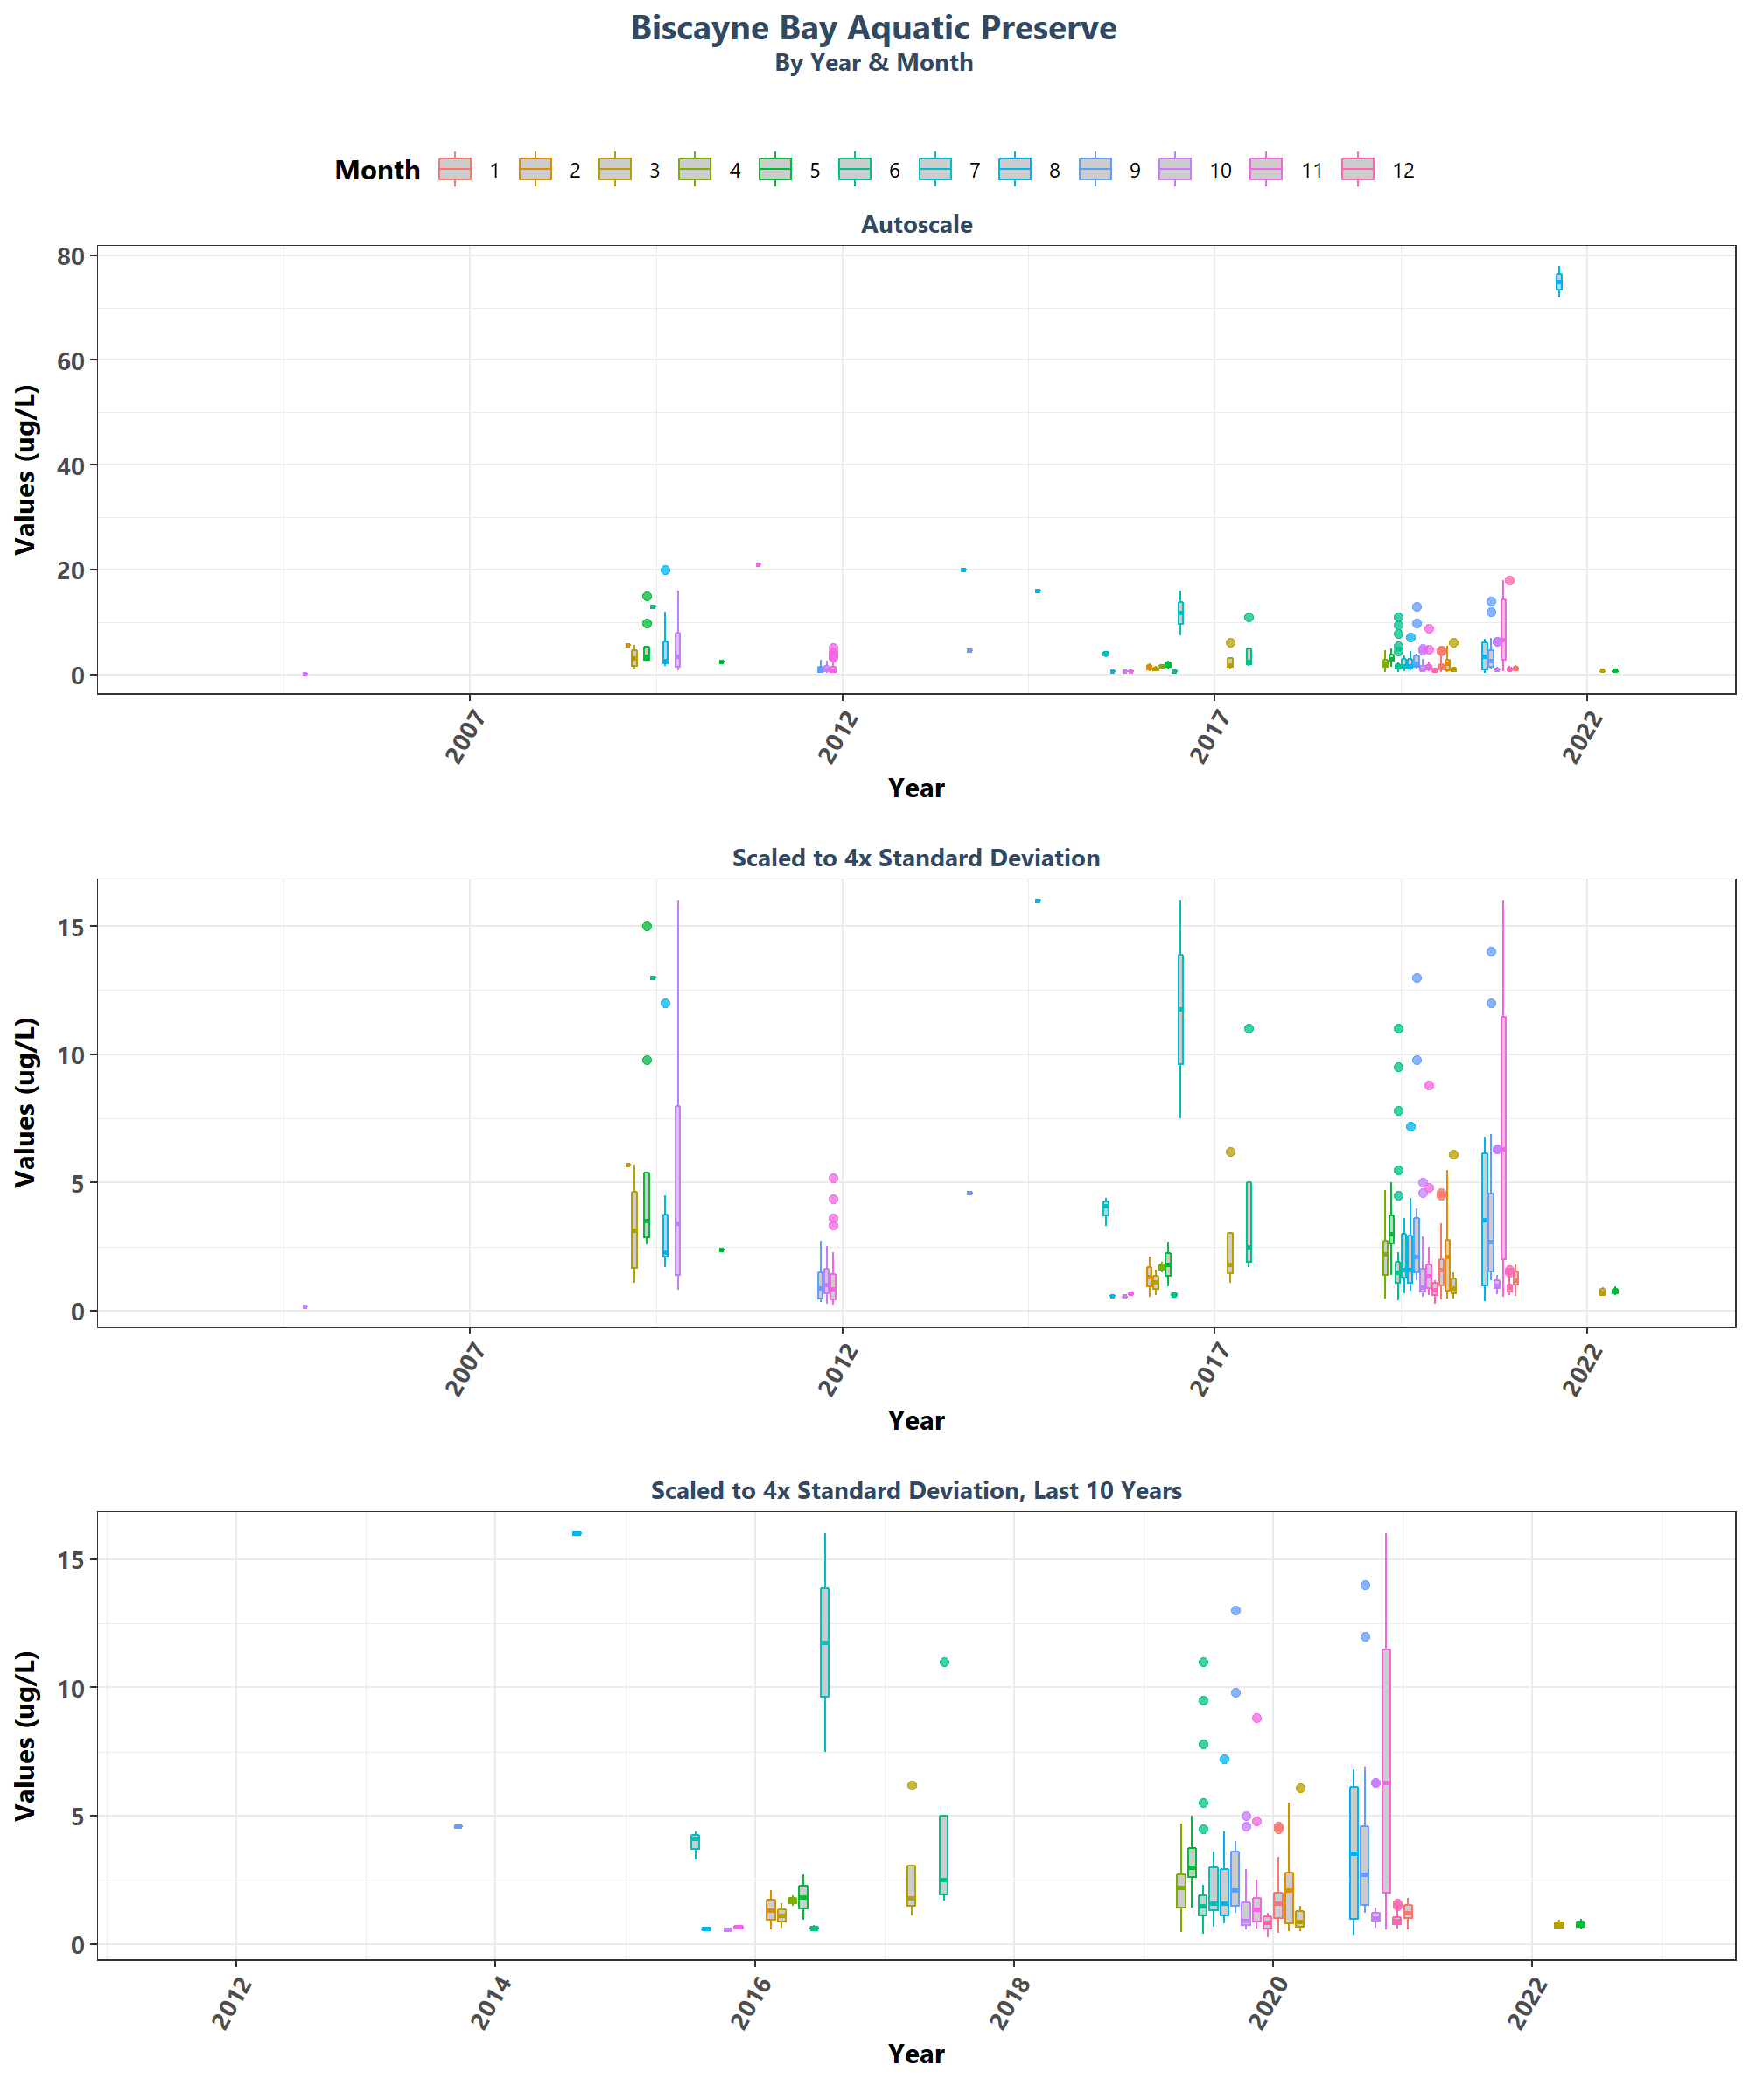 Biscayne Bay Aquatic Preserve
By Year & Month
Month 1 2 3 4 5 6 7 8 9 10 11 12
Autoscale
80
60
40
20
0
Values (ug/L)
2007 2012 2017 2022
Year
Scaled to 4x Standard Deviation
15
10
5
0
Values (ug/L)
2007 2012 2017 2022
Year
Scaled to 4x Standard Deviation, Last 10 Years
15
10
5
0
Values (ug/L)
2012 2014 2016 2018 2020 2022
Year